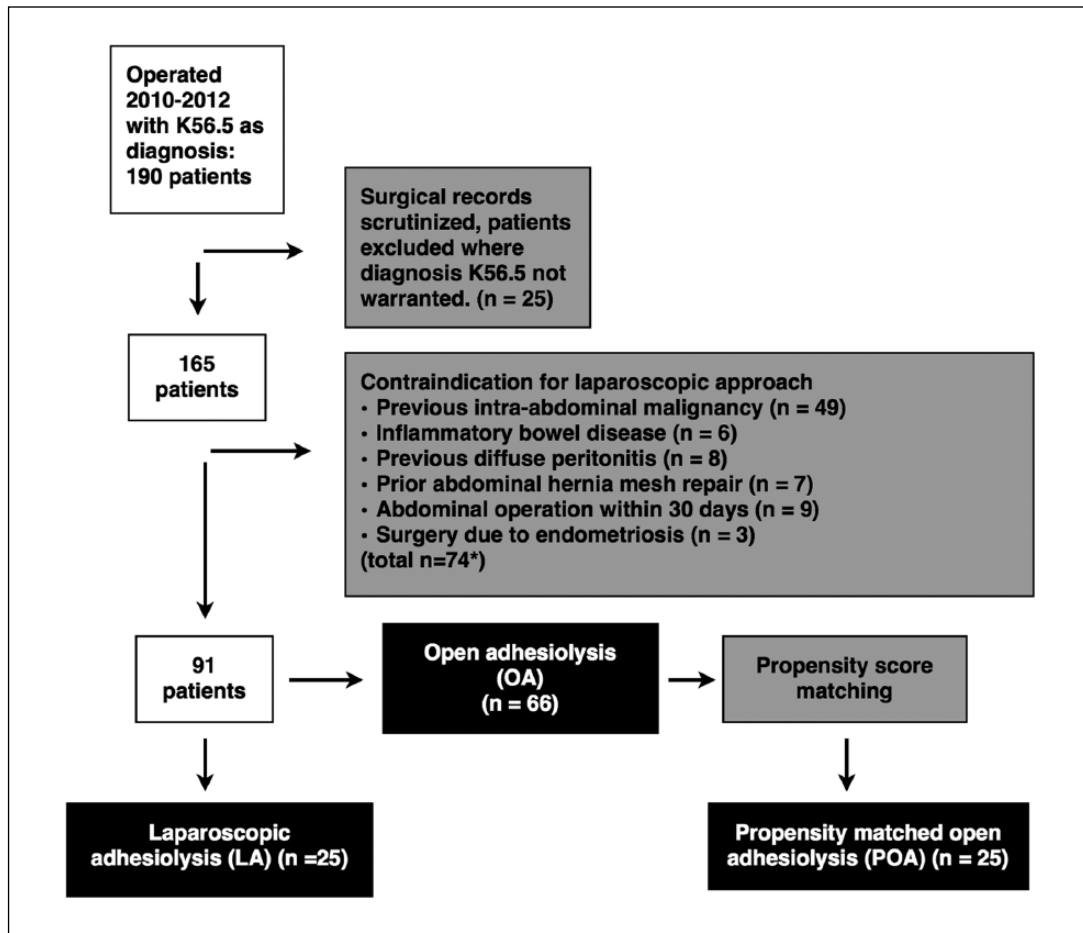 Operated
2010-2012
with K56.5 as
diagnosis:
190 patients
Surgical records
scrutinized, patients
excluded where
diagnosis K56.5 not
warranted. (n = 25)
165
patients
Contraindication for laparoscopic approach
• Previous intra-abdominal malignancy (n = 49)
• Inflammatory bowel disease (n = 6)
• Previous diffuse peritonitis (n = 8)
• Prior abdominal hernia mesh repair (n = 7)
• Abdominal operation within 30 days (n = 9)
• Surgery due to endometriosis (n = 3)
(total n=74*)
91
patients
Open adhesiolysis
(OA)
(n = 66)
Propensity score
matching
Laparoscopic
adhesiolysis (LA) (n =25)
Propensity matched open
adhesiolysis (POA) (n = 25)